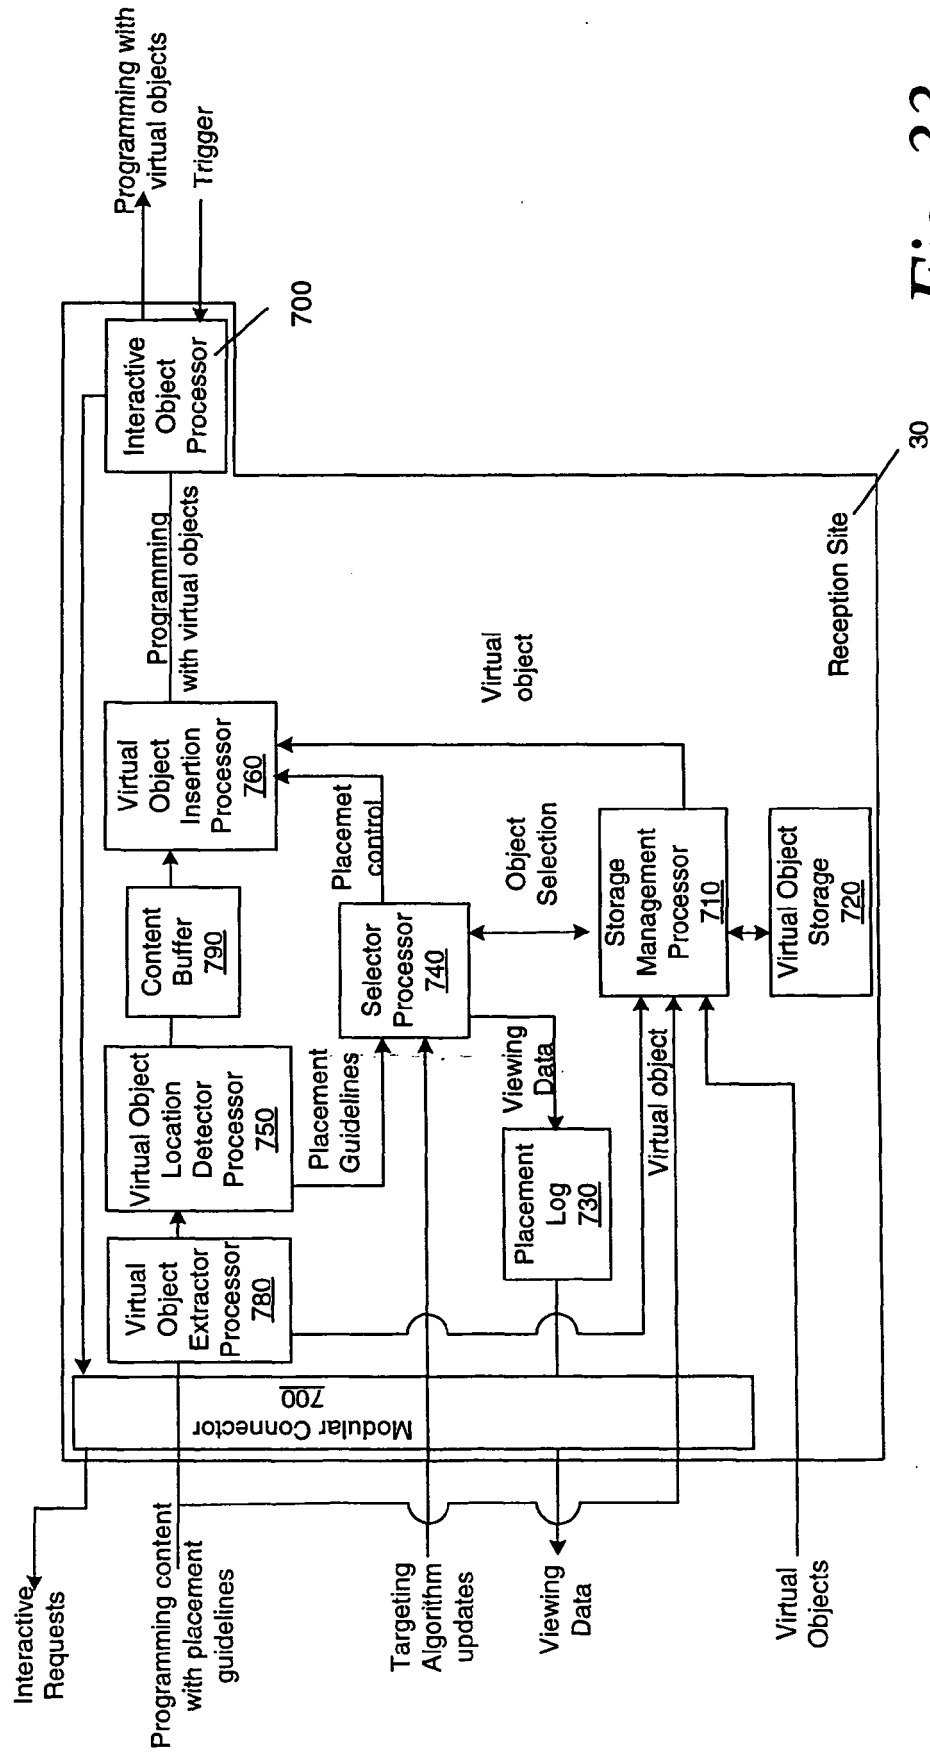 Programming with
virtual objects
Trigger
700
Interactive
Object
Processor
Programming
with virtual objects
Virtual
Object
Insertion
Processor
760
Content
Buffer
790
Virtual Object
Location
Detector
Processor
750
Virtual
Object
Extractor
Processor
780
Modular Connector
700
Interactive
Requests
Programming content
with placement
guidelines
Placement
Guidelines
Placemet
control
Selector
Processor
740
Targeting
Algorithm
updates
Viewing
Data
Placement
Log
730
Viewing
Data
Virtual
object
Object
Selection
Storage
Management
Processor
710
Virtual object
Virtual Object
Storage
720
Virtual
Objects
Reception Site
30